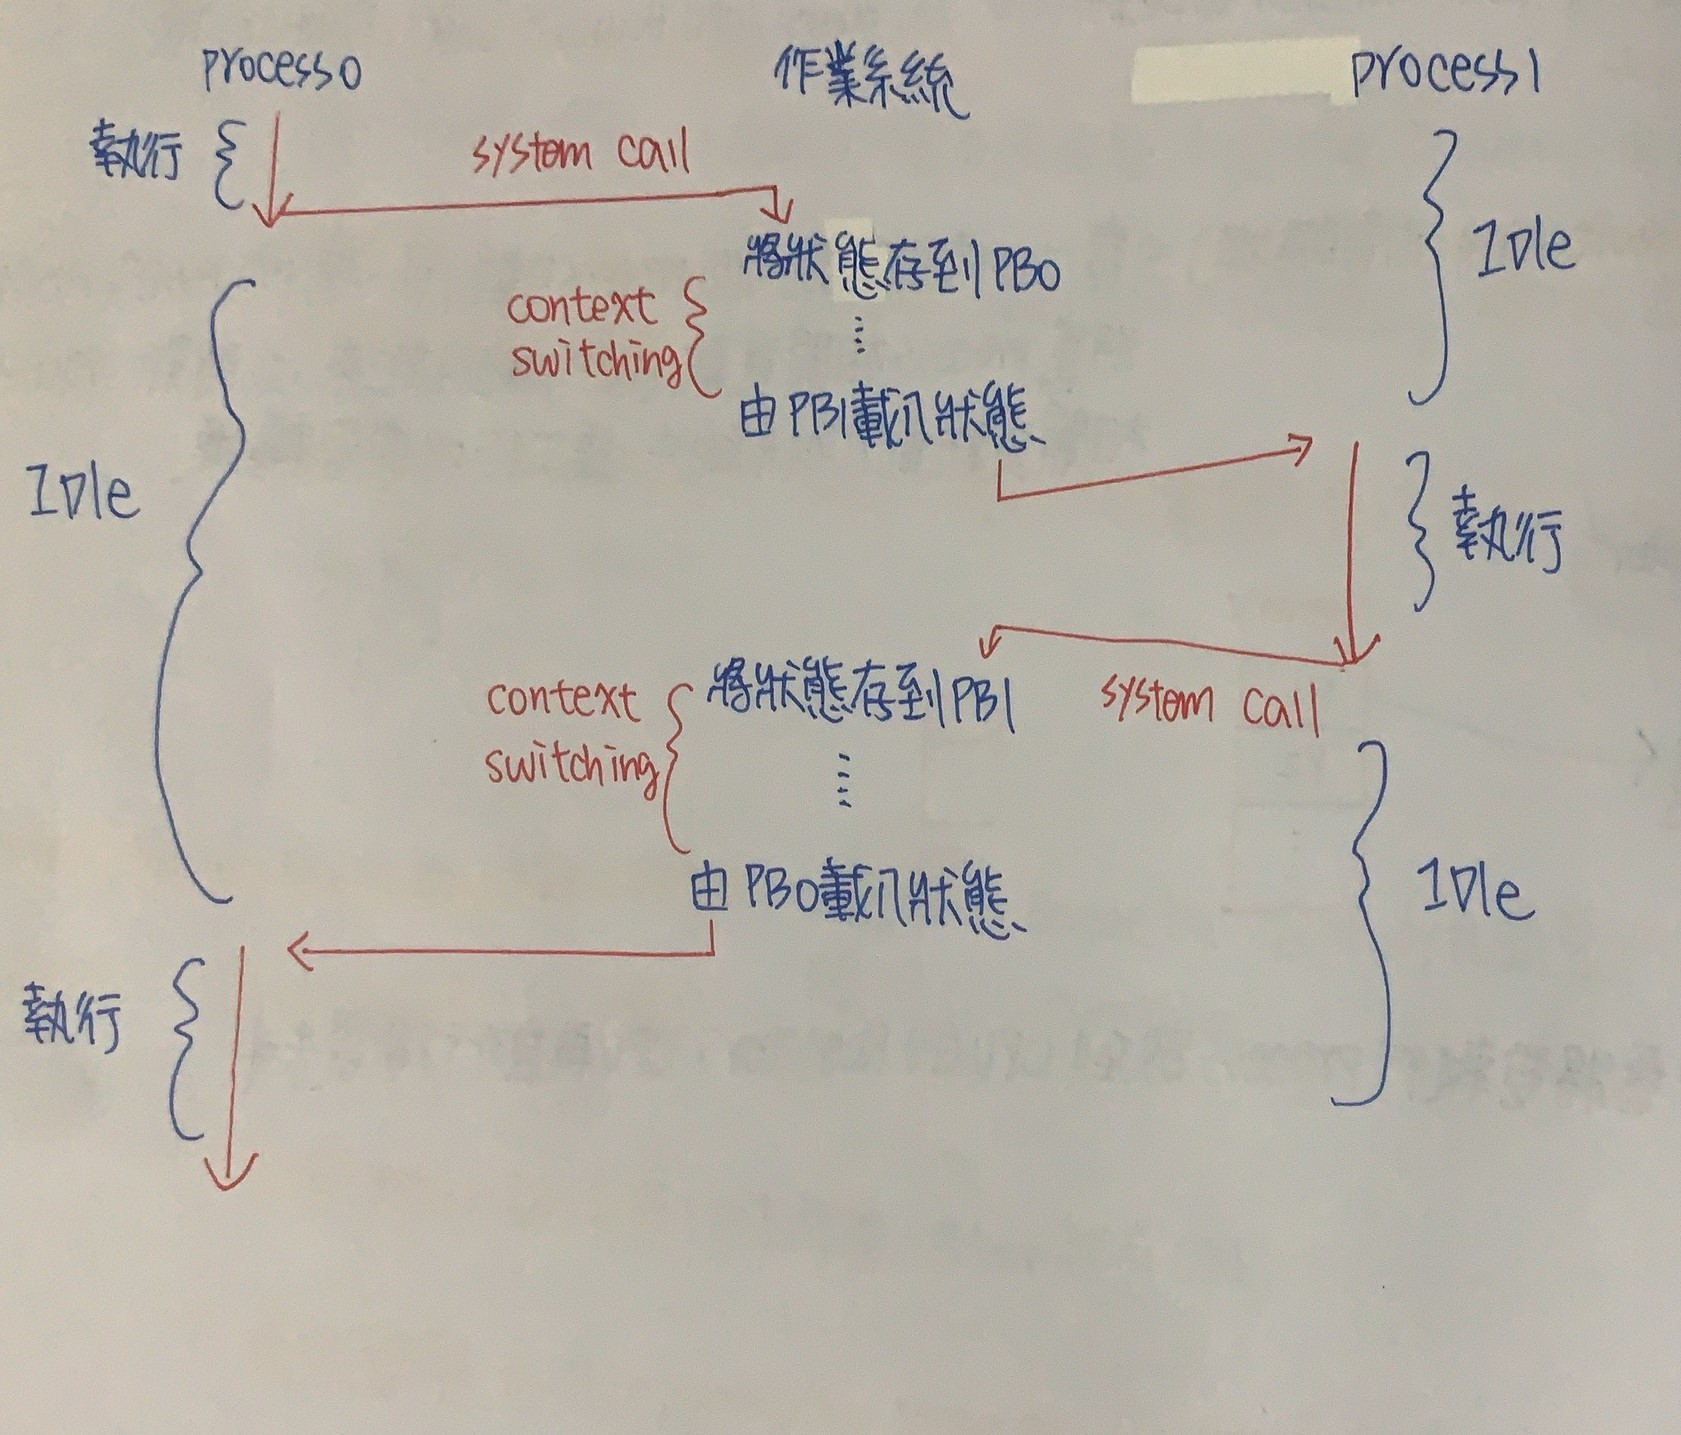 process0 作業系統 process1
執行 system call
將狀態存到PB0 Idle
context
switching
⋮
由PB1載入狀態
Idle 執行
將狀態存到PB1 system call
context
switching
⋮
由PB0載入狀態 Idle
執行